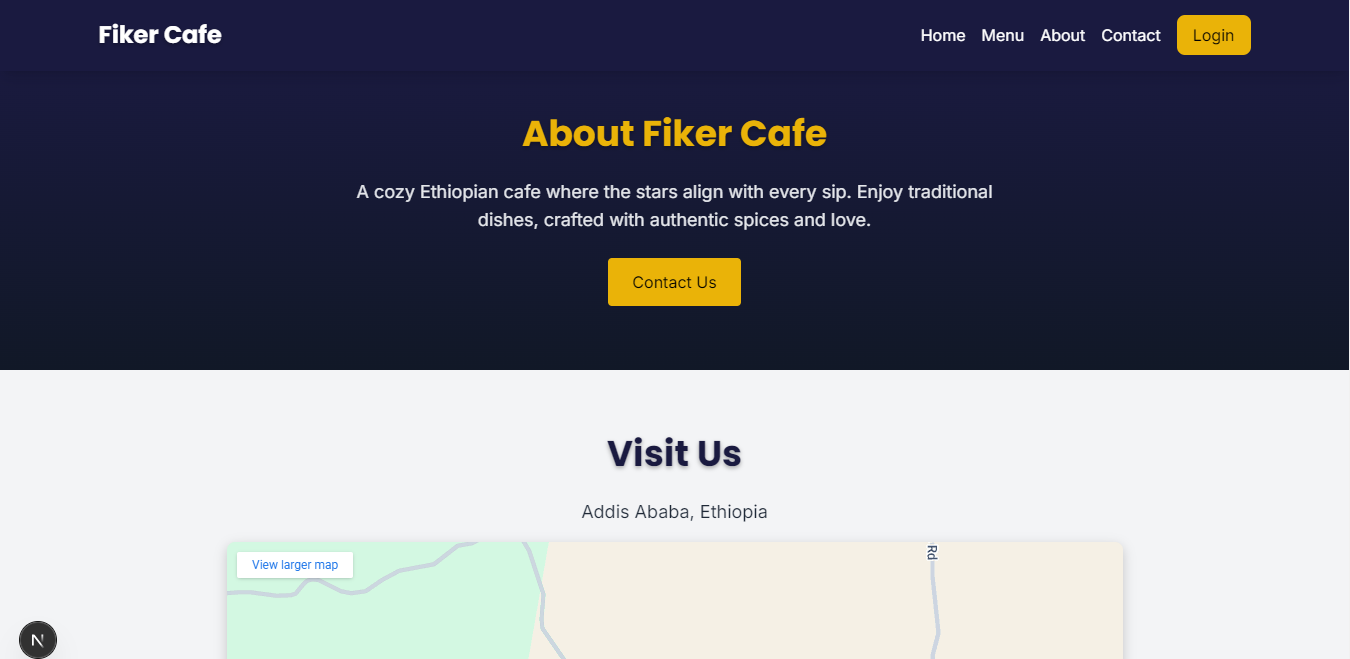 Fiker Cafe
Home Menu About Contact Login
About Fiker Cafe
A cozy Ethiopian cafe where the stars align with every sip. Enjoy traditional
dishes, crafted with authentic spices and love.
Contact Us
Visit Us
Addis Ababa, Ethiopia
View larger map
Rd
N